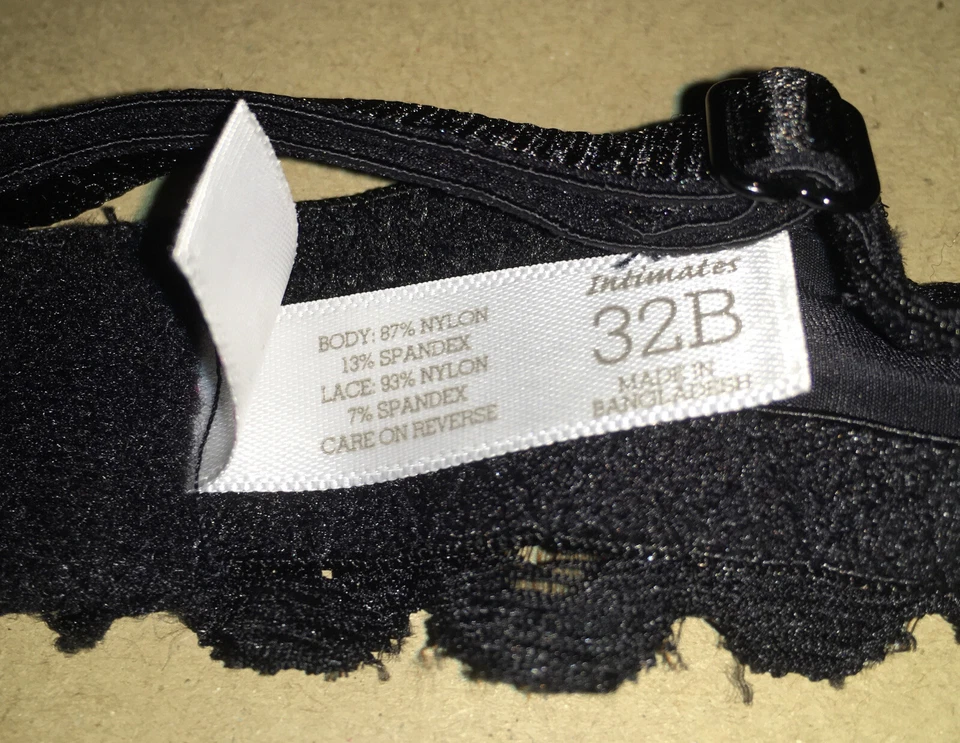 BODY: 87% NYLON
13% SPANDEX
LACE: 93% NYLON
7% SPANDEX
CARE ON REVERSE
Intimates
32B
MADE IN
BANGLADESH